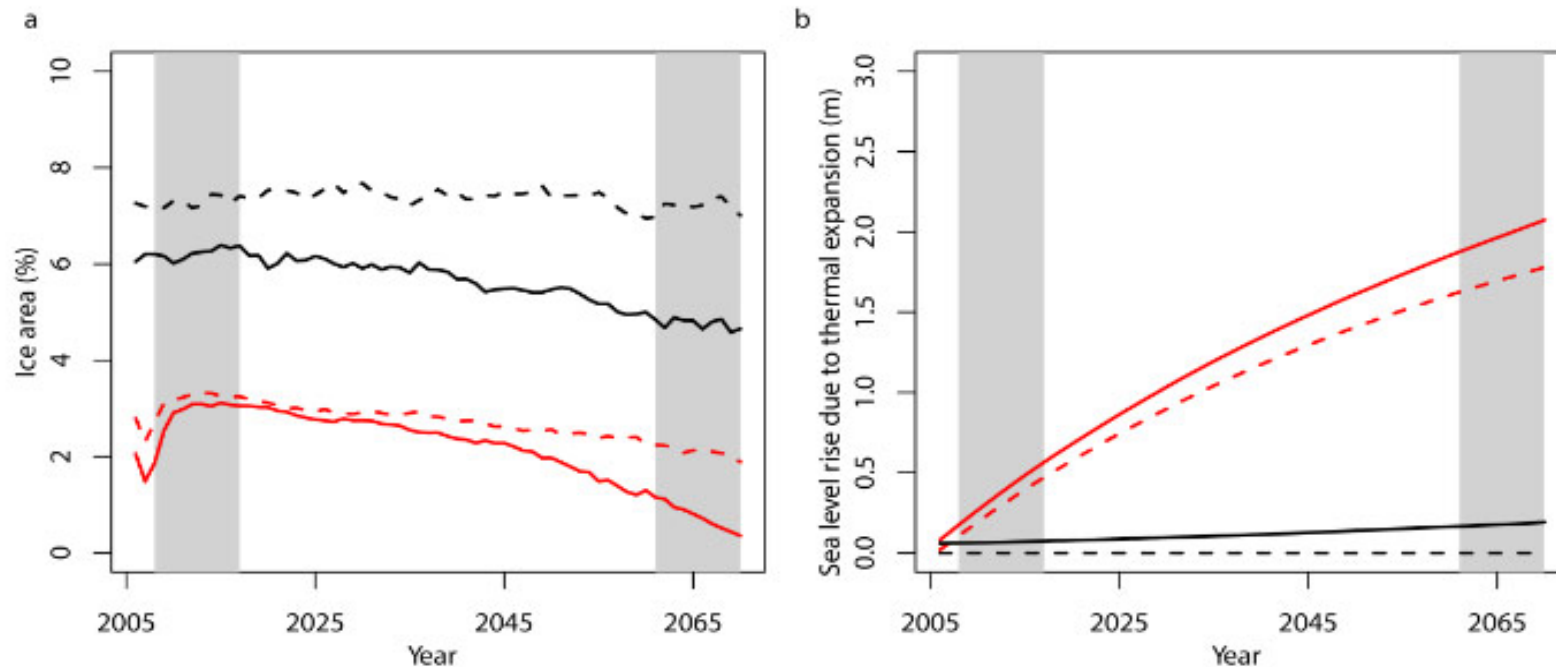 a
Ice area (%)
10
8
6
4
2
0
2005 2025 2045 2065
Year
b
Sea level rise due to thermal expansion (m)
3.0
2.5
2.0
1.5
1.0
0.5
0.0
2005 2025 2045 2065
Year